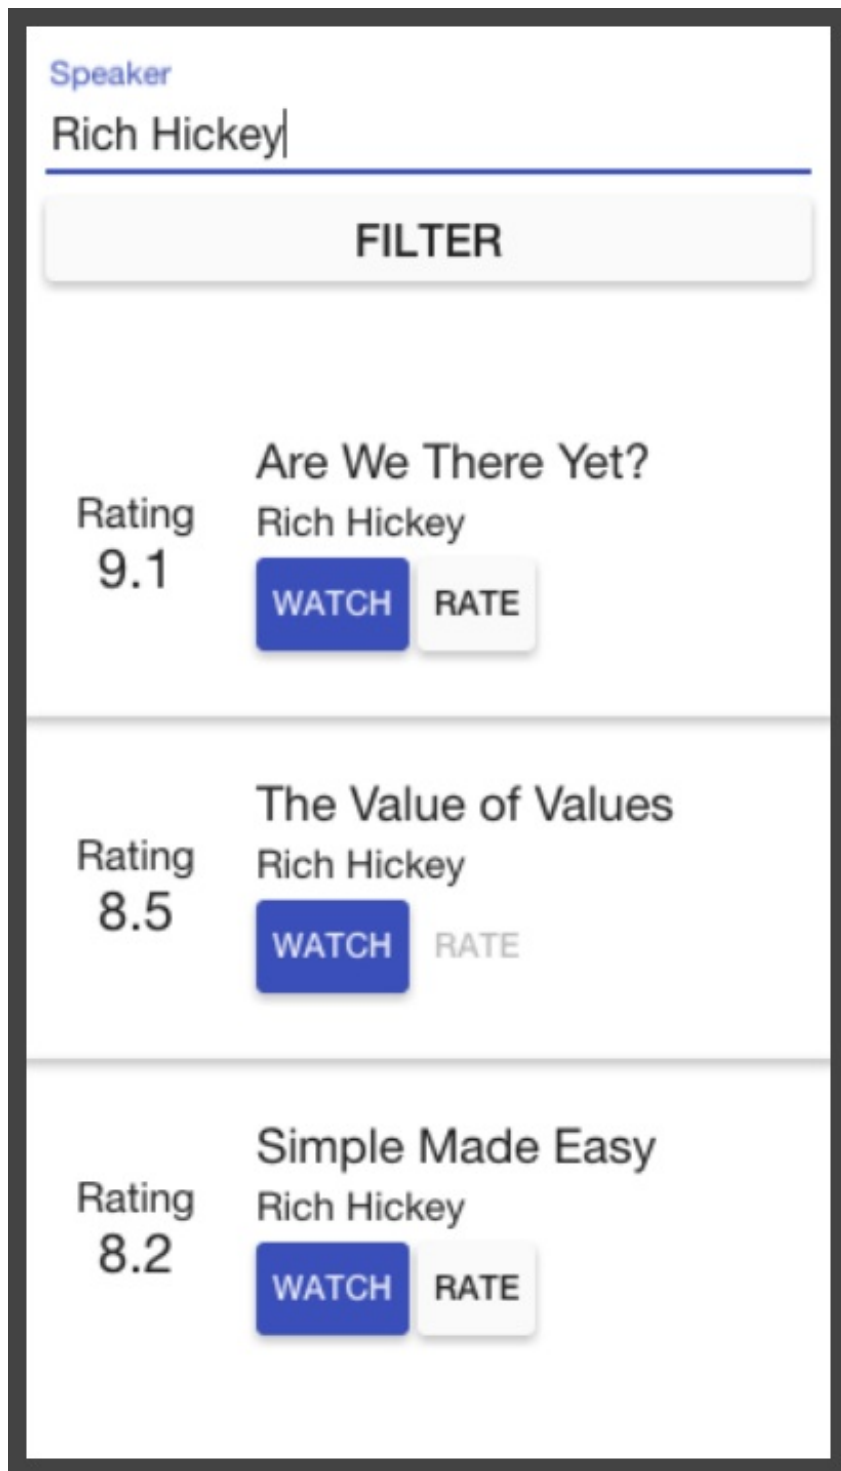 Speaker
Rich Hickey
FILTER
Are We There Yet?
Rating
Rich Hickey
9.1
WATCH RATE
The Value of Values
Rating
Rich Hickey
8.5
WATCH RATE
Simple Made Easy
Rating
Rich Hickey
8.2
WATCH RATE